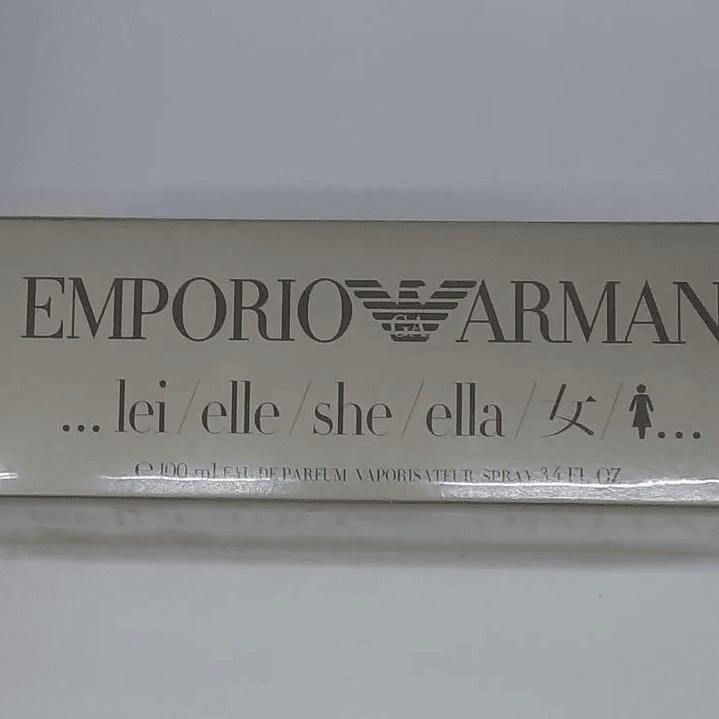 EMPORIO GA ARMAN
... lei / elle / she / ella / 女 / ...
e 100 ml EAU DE PARFUM VAPORISATEUR SPRAY 3.4 FL. OZ